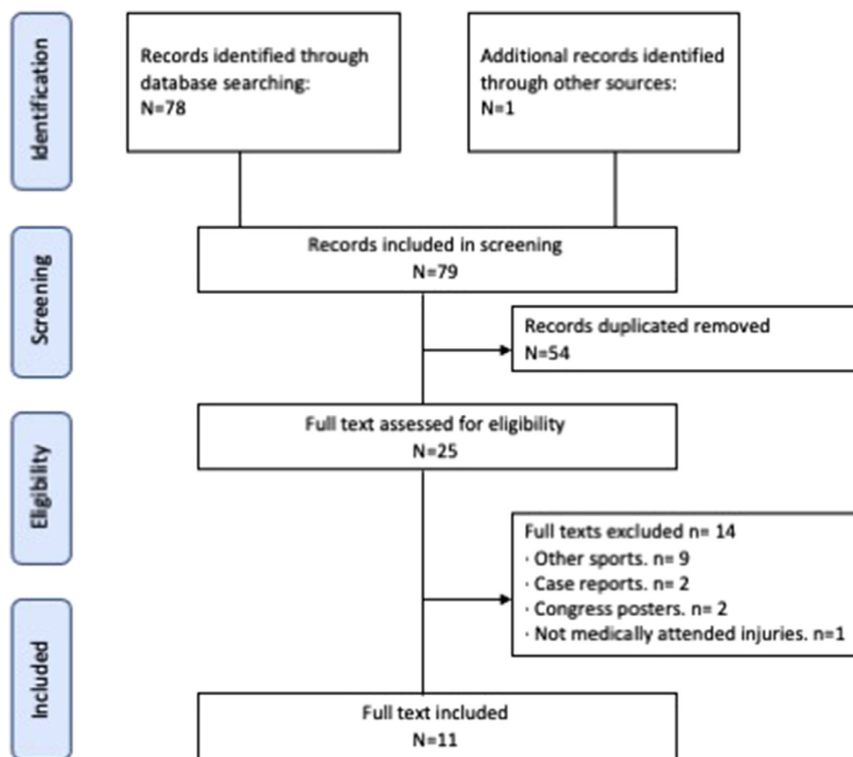 Identification
Records identified through
database searching:
N=78
Additional records identified
through other sources:
N=1
Screening
Records included in screening
N=79
Records duplicated removed
N=54
Eligibility
Full text assessed for eligibility
N=25
Full texts excluded n= 14
· Other sports. n= 9
· Case reports. n= 2
· Congress posters. n= 2
· Not medically attended injuries. n=1
Included
Full text included
N=11